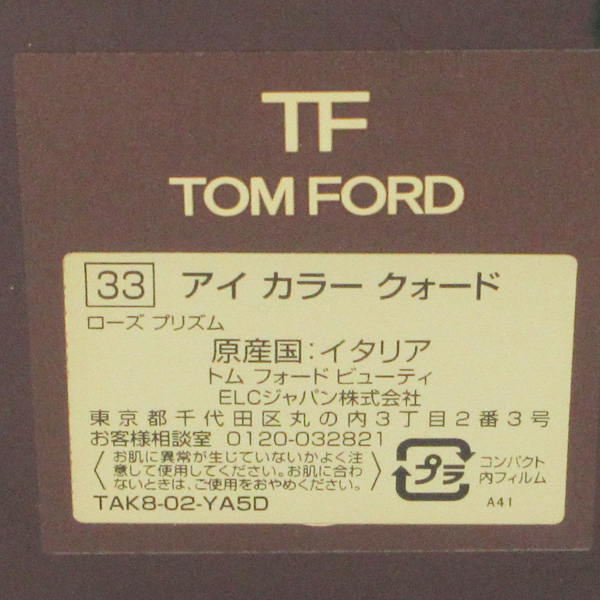 TF
TOM FORD
33 アイ カラー クォード
ローズ プリズム
原産国:イタリア
トム フォード ビューティ
ELCジャパン株式会社
東京都千代田区丸の内3丁目2番3号
お客様相談室 0120-032821
お肌に異常が生じていないかよく注
意して使用してください。お肌に合わ
ないときは、ご使用をおやめください。
TAK8-02-YA5D
プラ
コンパクト
内フィルム
A41